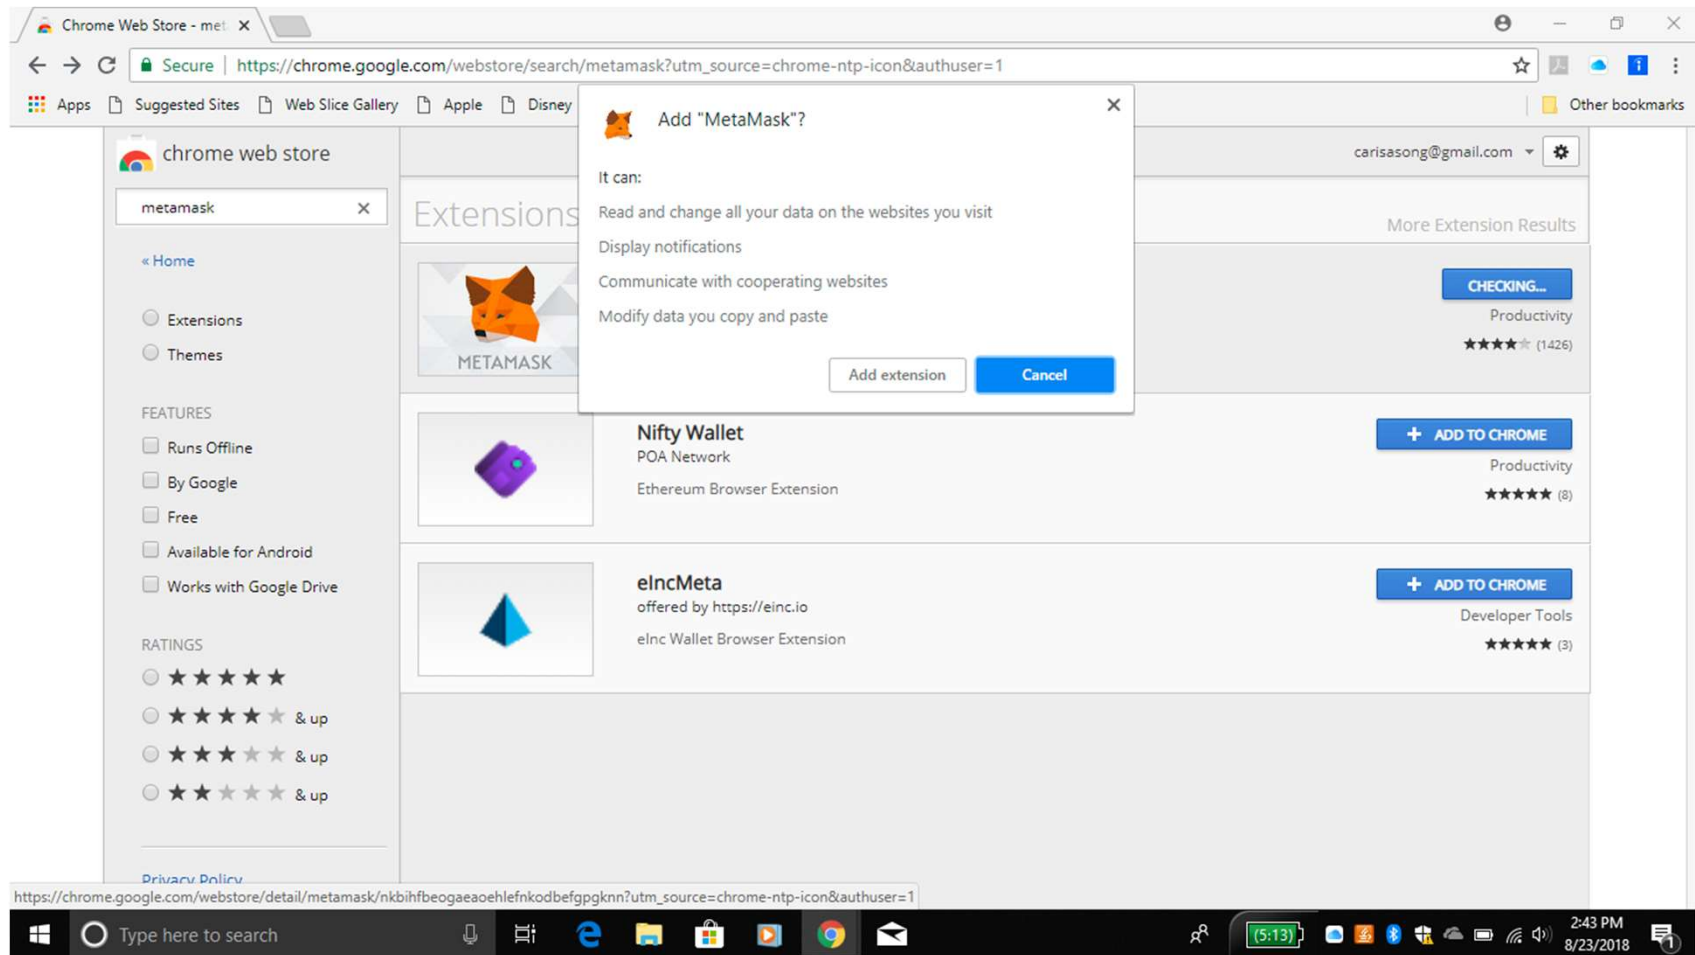 Chrome Web Store - met
Secure | https://chrome.google.com/webstore/search/metamask?utm_source=chrome-ntp-icon&authuser=1
Apps Suggested Sites Web Slice Gallery Apple Disney Other bookmarks
chrome web store
carisasong@gmail.com
metamask
« Home
Extensions
Themes
FEATURES
Runs Offline
By Google
Free
Available for Android
Works with Google Drive
RATINGS
& up
& up
& up
Privacy Policy
Extensions
More Extension Results
Add "MetaMask"?
It can:
Read and change all your data on the websites you visit
Display notifications
Communicate with cooperating websites
Modify data you copy and paste
Add extension Cancel
METAMASK
CHECKING...
Productivity
(1426)
Nifty Wallet
POA Network
Ethereum Browser Extension
+ ADD TO CHROME
Productivity
(8)
eIncMeta
offered by https://einc.io
eInc Wallet Browser Extension
+ ADD TO CHROME
Developer Tools
(3)
https://chrome.google.com/webstore/detail/metamask/nkbihfbeogaeaoehlefnkodbefgpgknn?utm_source=chrome-ntp-icon&authuser=1
Type here to search
(5:13)
2:43 PM
8/23/2018
1